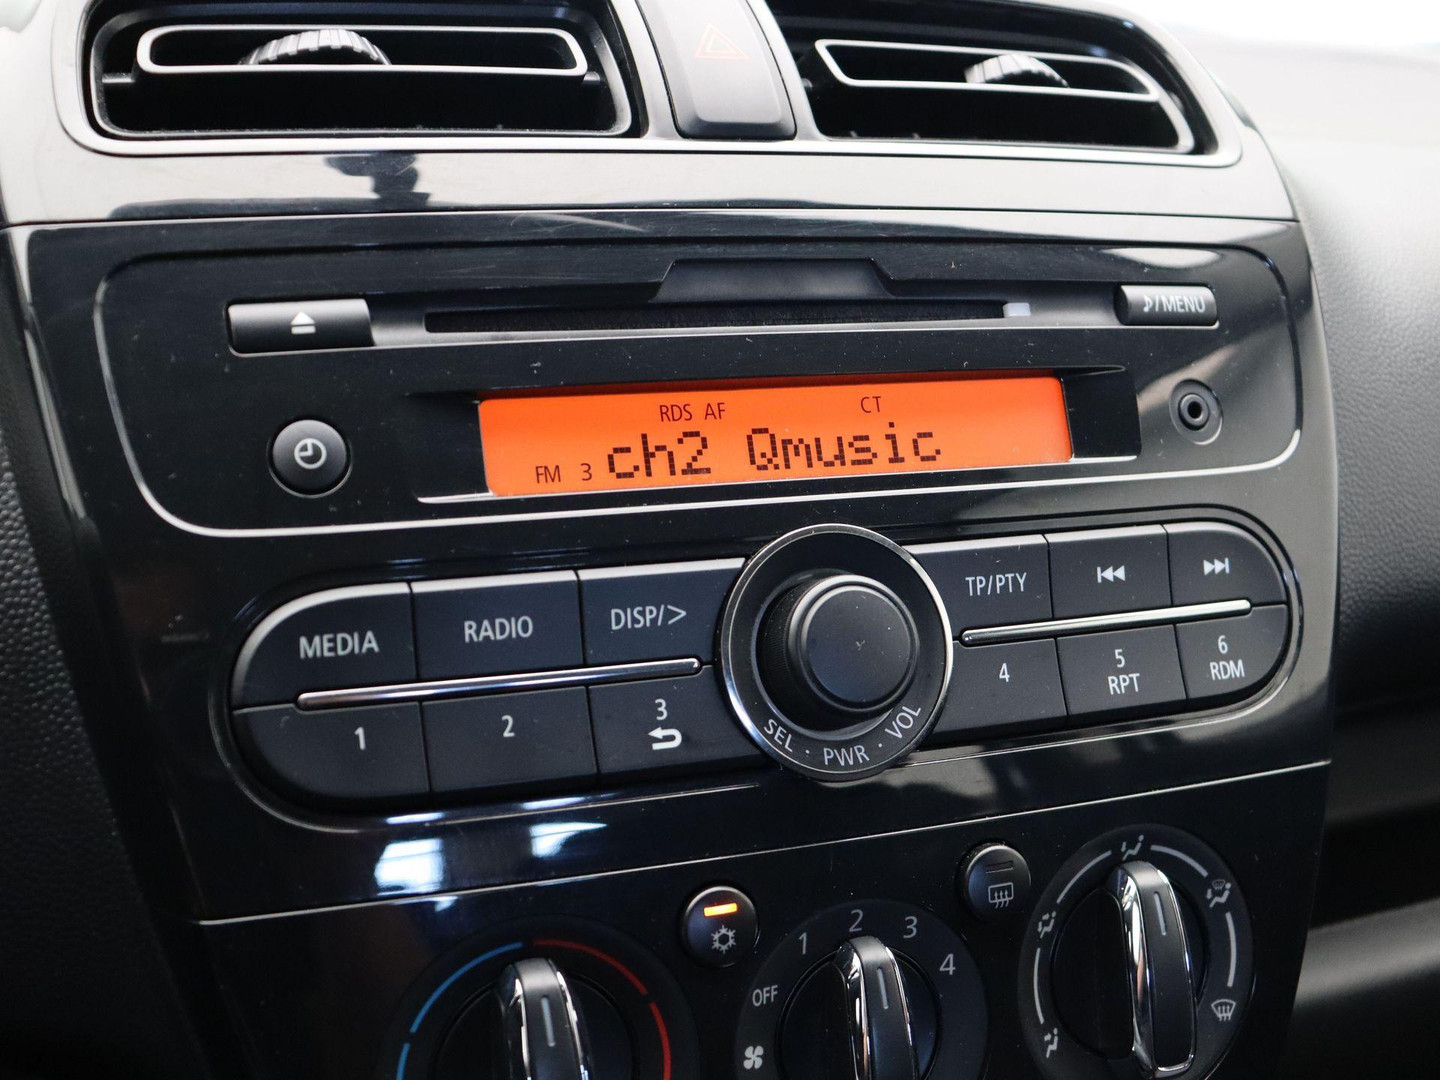 ♪/MENU
RDS AF CT
FM 3 ch2 Qmusic
MEDIA RADIO DISP/> TP/PTY
1 2 3 4 5 6
RPT RDM
SEL · PWR · VOL
OFF 1 2 3 4